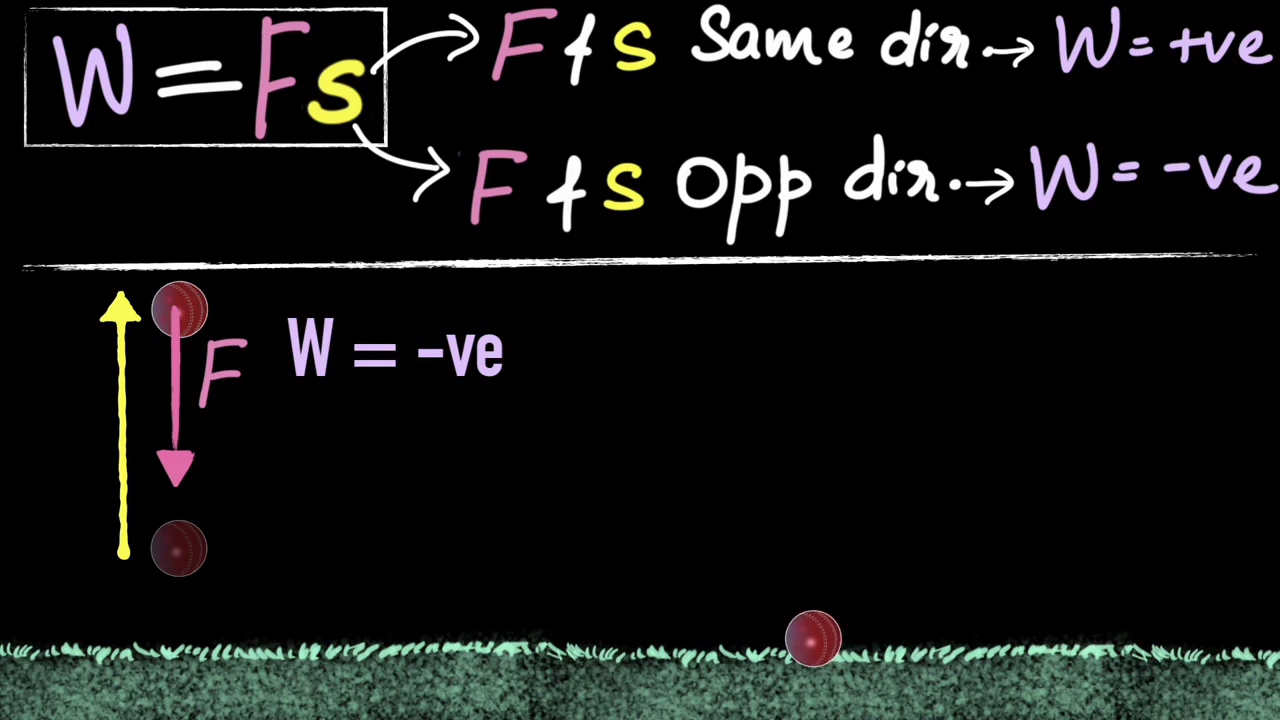 W = Fs
F & s Same dir. → W = +ve
F & s Opp dir. → W = -ve
F
W = -ve